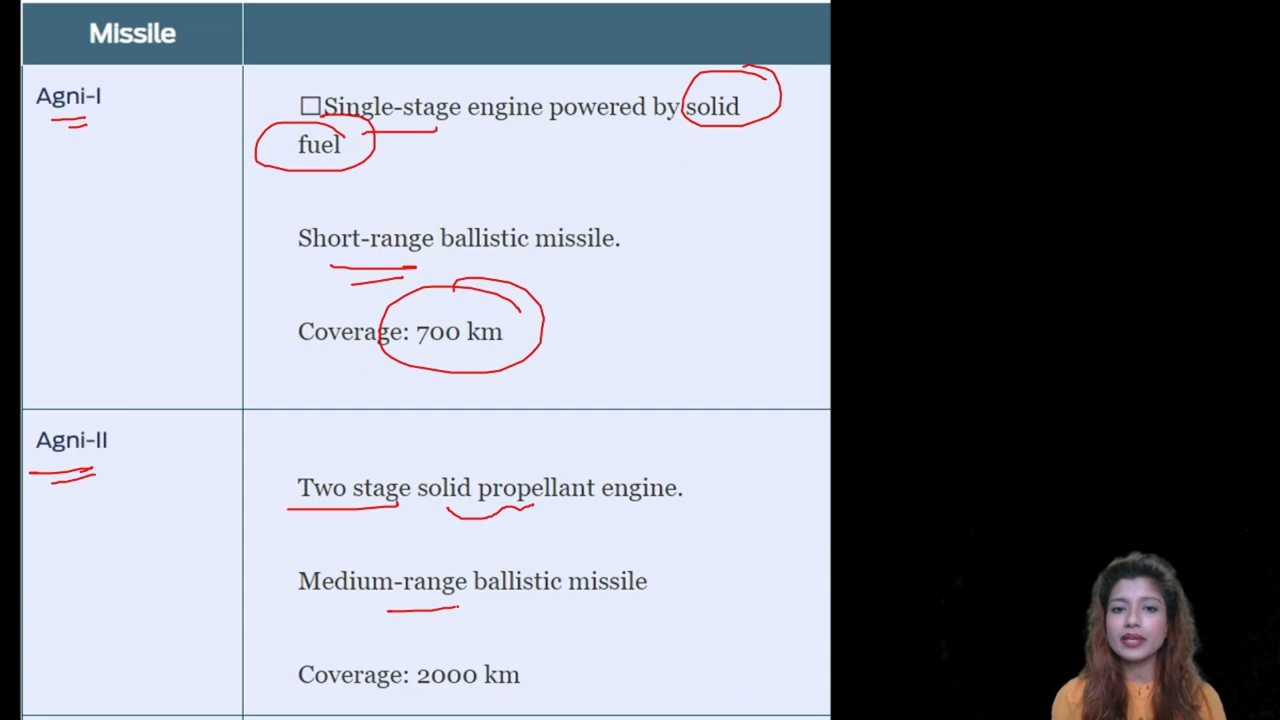 Missile
Agni-I
☐Single-stage engine powered by solid
fuel
Short-range ballistic missile.
Coverage: 700 km
Agni-II
Two stage solid propellant engine.
Medium-range ballistic missile
Coverage: 2000 km